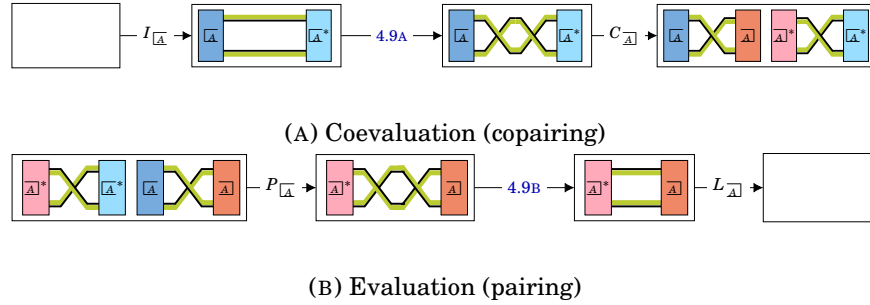 I_A A A* 4.9A A A* C_A A A A* A*
(A) Coevaluation (copairing)
A* A* A A P_A A* A 4.9B A* A L_A
(B) Evaluation (pairing)